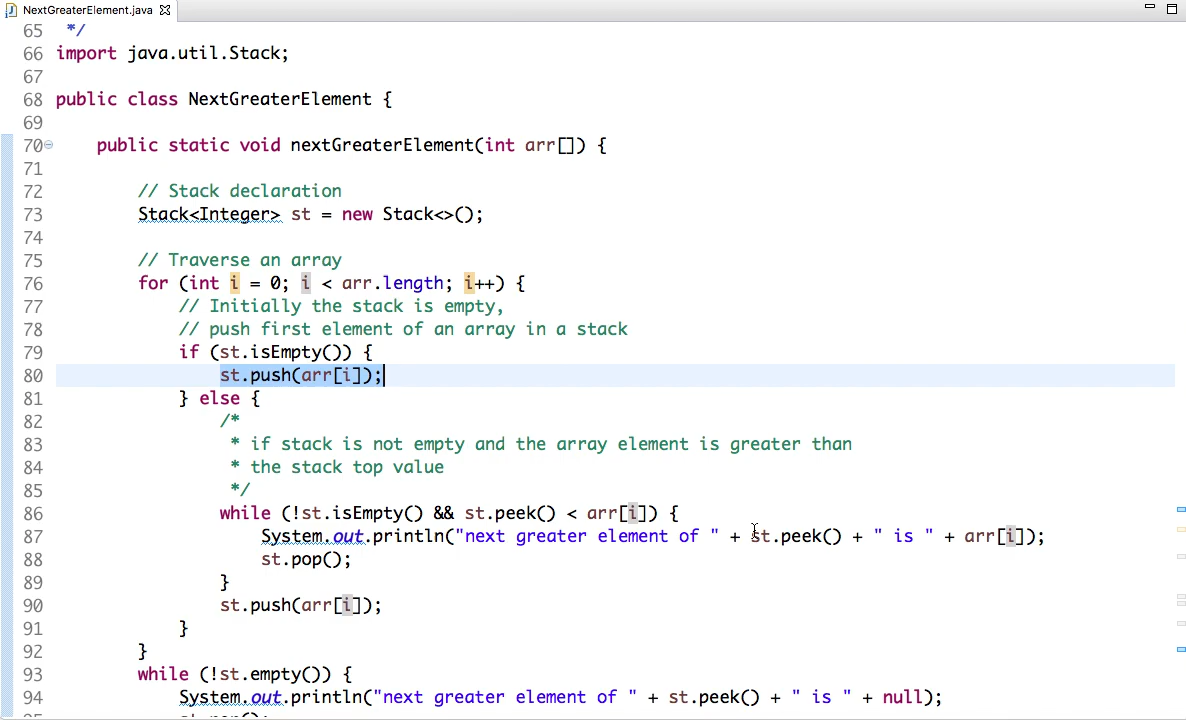 NextGreaterElement.java
65 */
66 import java.util.Stack;
67
68 public class NextGreaterElement {
69
70 public static void nextGreaterElement(int arr[]) {
71
72 // Stack declaration
73 Stack<Integer> st = new Stack<>();
74
75 // Traverse an array
76 for (int i = 0; i < arr.length; i++) {
77 // Initially the stack is empty,
78 // push first element of an array in a stack
79 if (st.isEmpty()) {
80 st.push(arr[i]);
81 } else {
82 /*
83 * if stack is not empty and the array element is greater than
84 * the stack top value
85 */
86 while (!st.isEmpty() && st.peek() < arr[i]) {
87 System.out.println("next greater element of " + st.peek() + " is " + arr[i]);
88 st.pop();
89 }
90 st.push(arr[i]);
91 }
92 }
93 while (!st.empty()) {
94 System.out.println("next greater element of " + st.peek() + " is " + null);